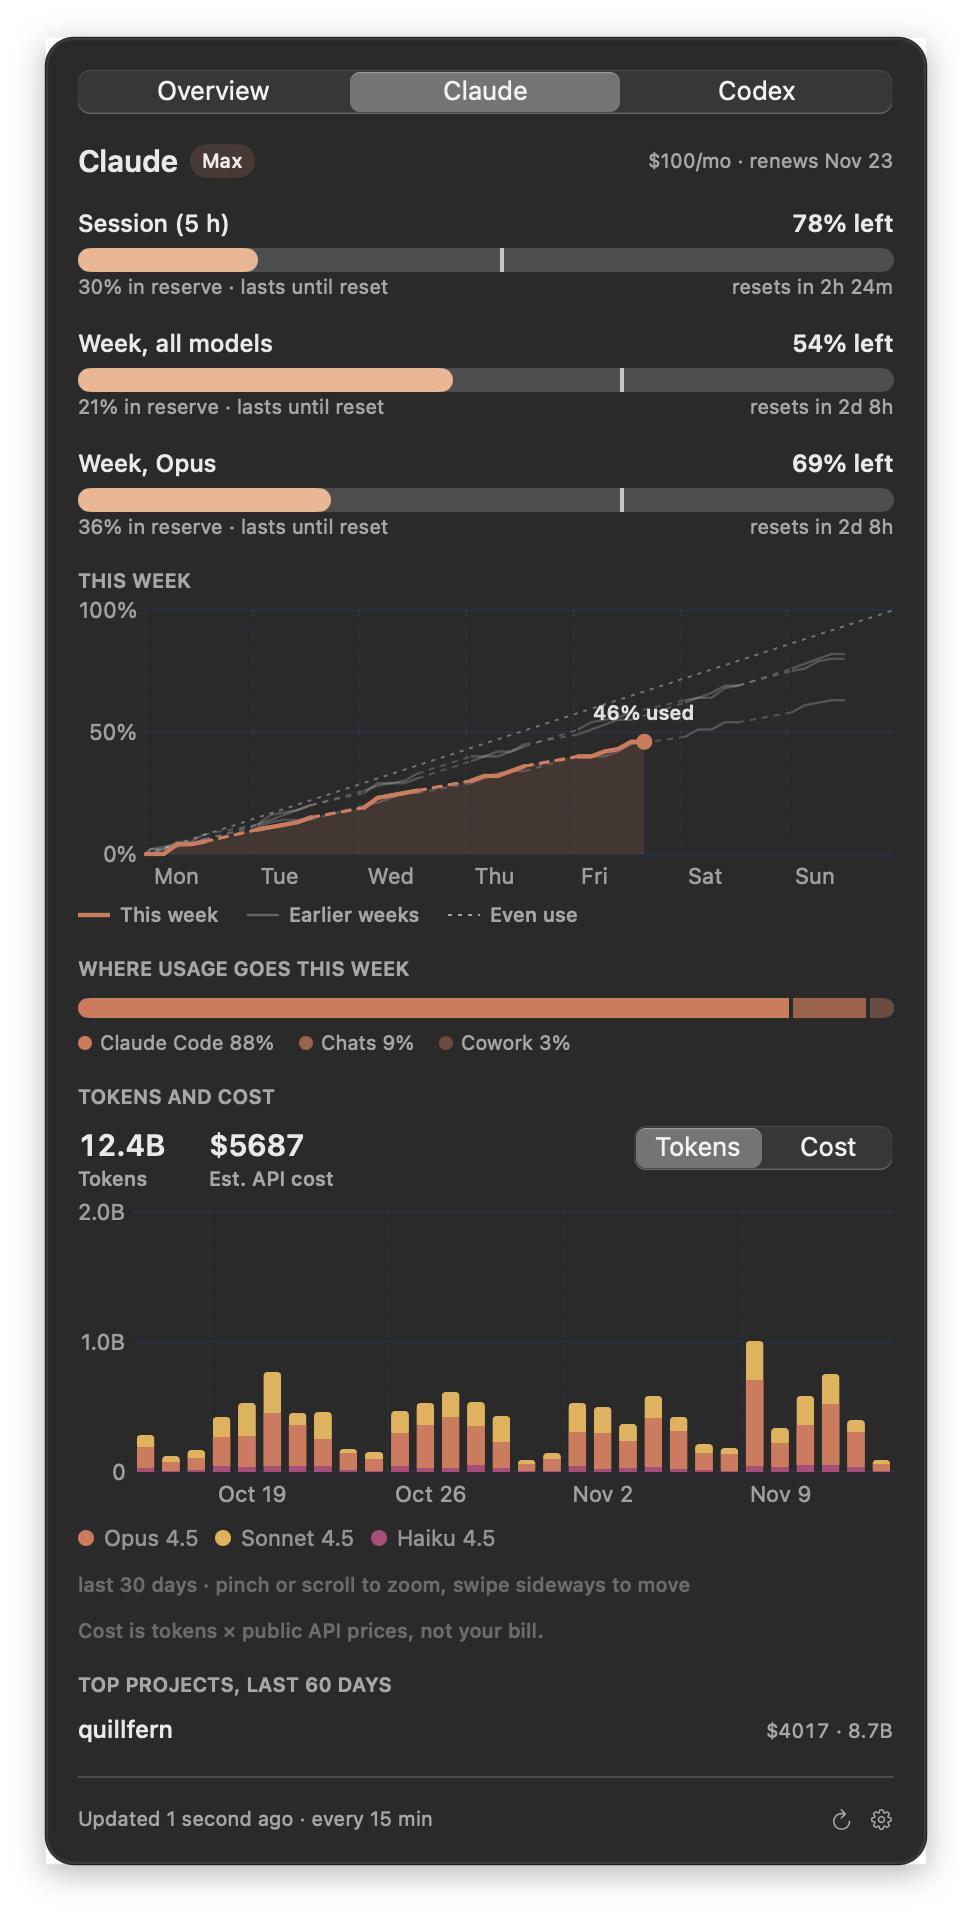 Overview Claude Codex
Claude Max $100/mo · renews Nov 23
Session (5 h) 78% left
30% in reserve · lasts until reset resets in 2h 24m
Week, all models 54% left
21% in reserve · lasts until reset resets in 2d 8h
Week, Opus 69% left
36% in reserve · lasts until reset resets in 2d 8h
THIS WEEK
100%
46% used
50%
0%
Mon Tue Wed Thu Fri Sat Sun
This week Earlier weeks Even use
WHERE USAGE GOES THIS WEEK
Claude Code 88% Chats 9% Cowork 3%
TOKENS AND COST
12.4B $5687 Tokens Cost
Tokens Est. API cost
2.0B
1.0B
0
Oct 19 Oct 26 Nov 2 Nov 9
Opus 4.5 Sonnet 4.5 Haiku 4.5
last 30 days · pinch or scroll to zoom, swipe sideways to move
Cost is tokens × public API prices, not your bill.
TOP PROJECTS, LAST 60 DAYS
quillfern $4017 · 8.7B
Updated 1 second ago · every 15 min